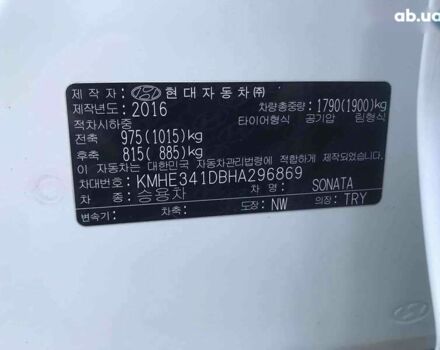 ab.ua
제작자: 현대자동차㈜
제작년도: 2016 차량총중량: 1790(1900)kg
적차시하중 타이어형식 공기압 림형식
전축 975(1015)kg
후축 815( 885)kg
이 자동차는 대한민국 자동차관리법령에 적합하게 제작되었습니다.
차대번호: KMHE341DBHA296869 SONATA
차종: 승용차
변속기: 차축: 도장: NW 의장: TRY